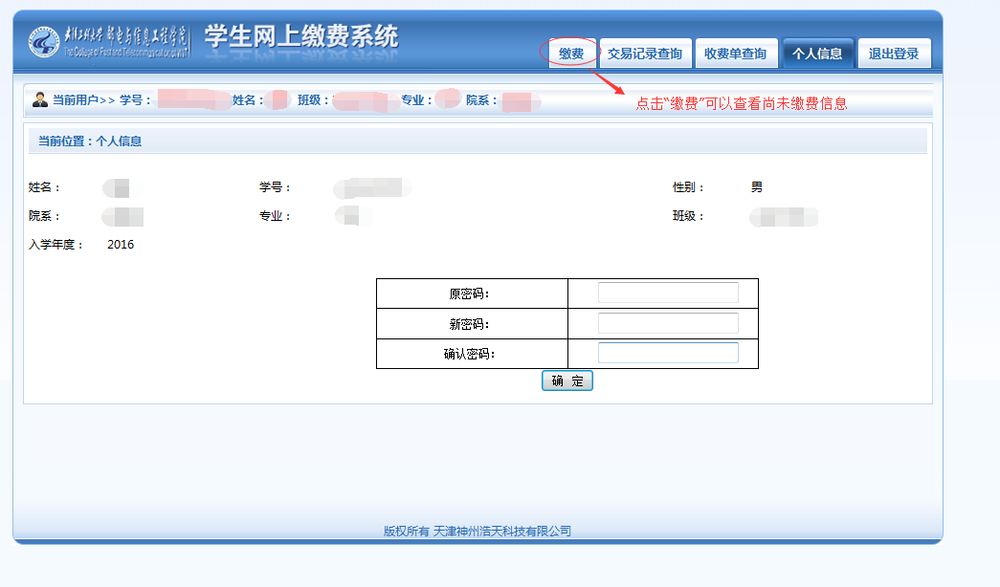 学生网上缴费系统
缴费 交易记录查询 收费单查询 个人信息 退出登录
当前用户>> 学号： 姓名： 班级： 专业： 院系：
点击“缴费”可以查看尚未缴费信息
当前位置：个人信息
姓名： 学号： 性别： 男
院系： 专业： 班级：
入学年度： 2016
原密码：
新密码：
确认密码：
确 定
版权所有 天津神州浩天科技有限公司